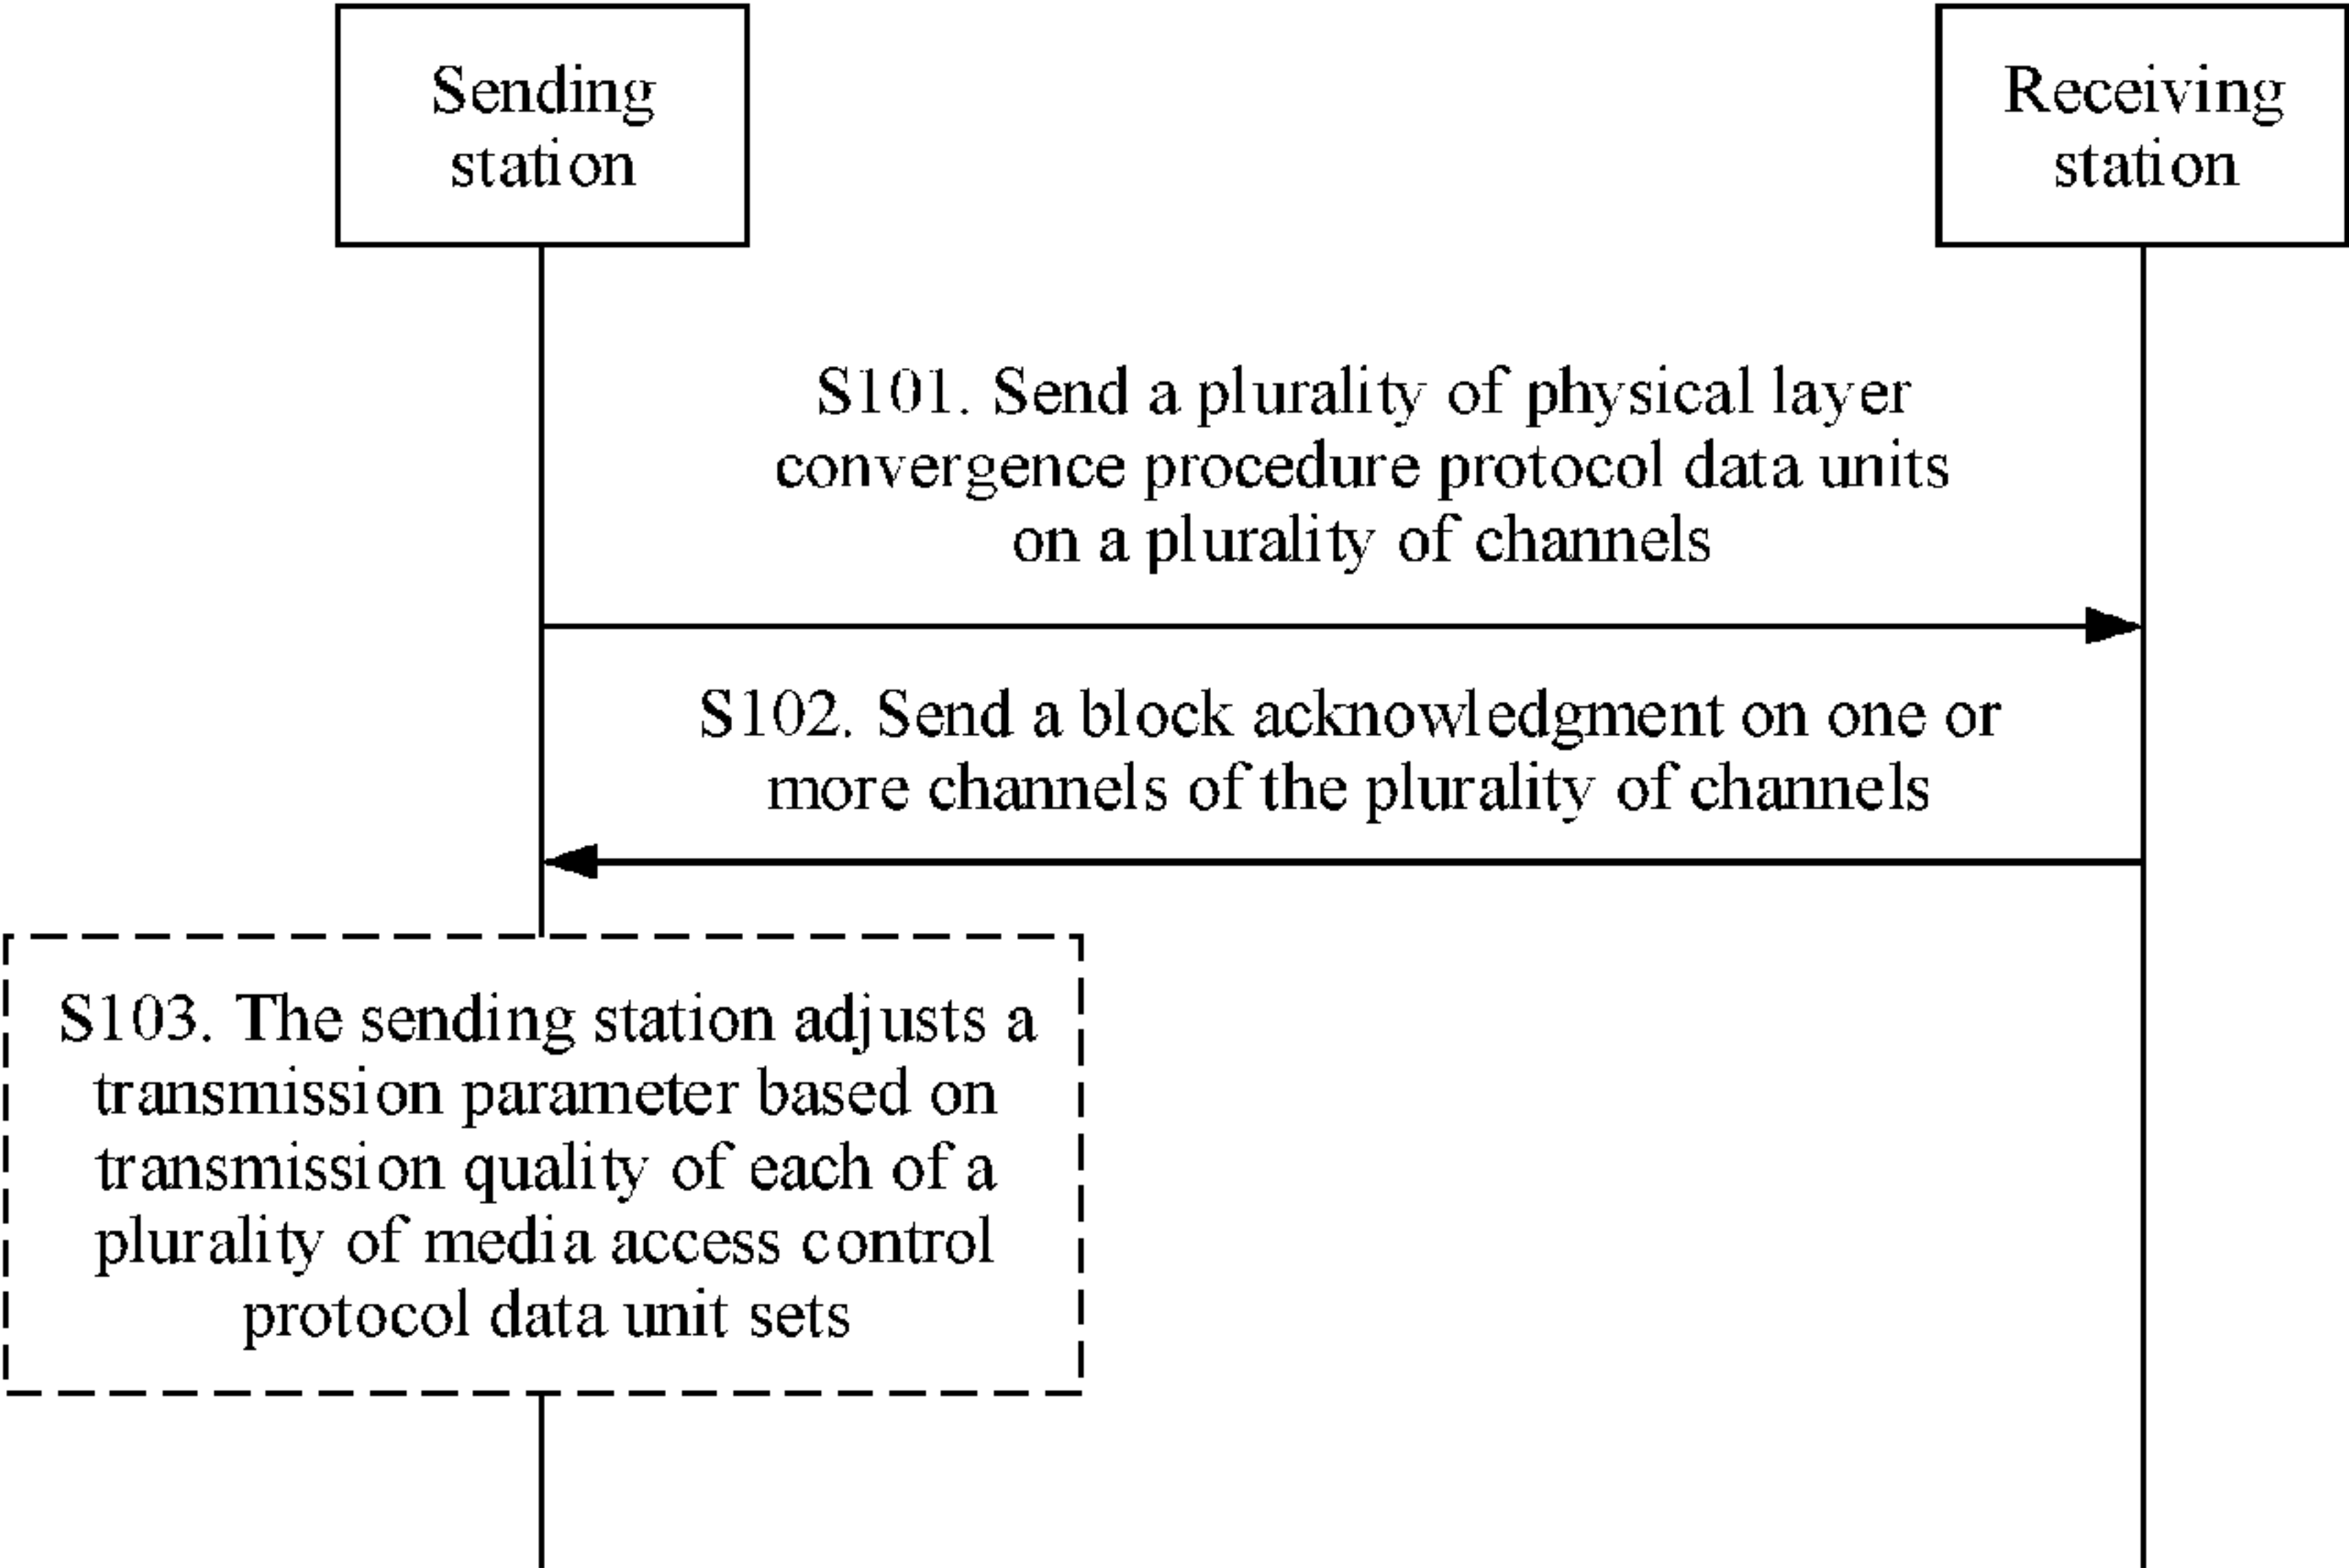 Sending
station
Receiving
station
S101. Send a plurality of physical layer
convergence procedure protocol data units
on a plurality of channels
S102. Send a block acknowledgment on one or
more channels of the plurality of channels
S103. The sending station adjusts a
transmission parameter based on
transmission quality of each of a
plurality of media access control
protocol data unit sets